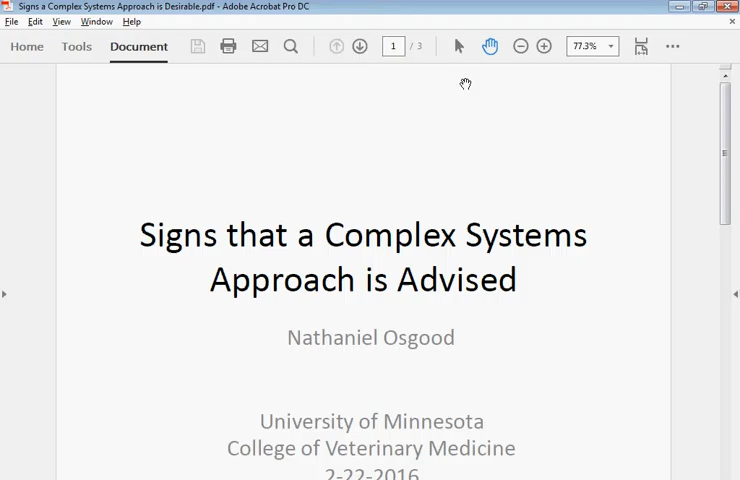 Signs a Complex Systems Approach is Desirable.pdf - Adobe Acrobat Pro DC
File Edit View Window Help
Home Tools Document 1 / 3 77.3%
Signs that a Complex Systems
Approach is Advised
Nathaniel Osgood
University of Minnesota
College of Veterinary Medicine
2-22-2016